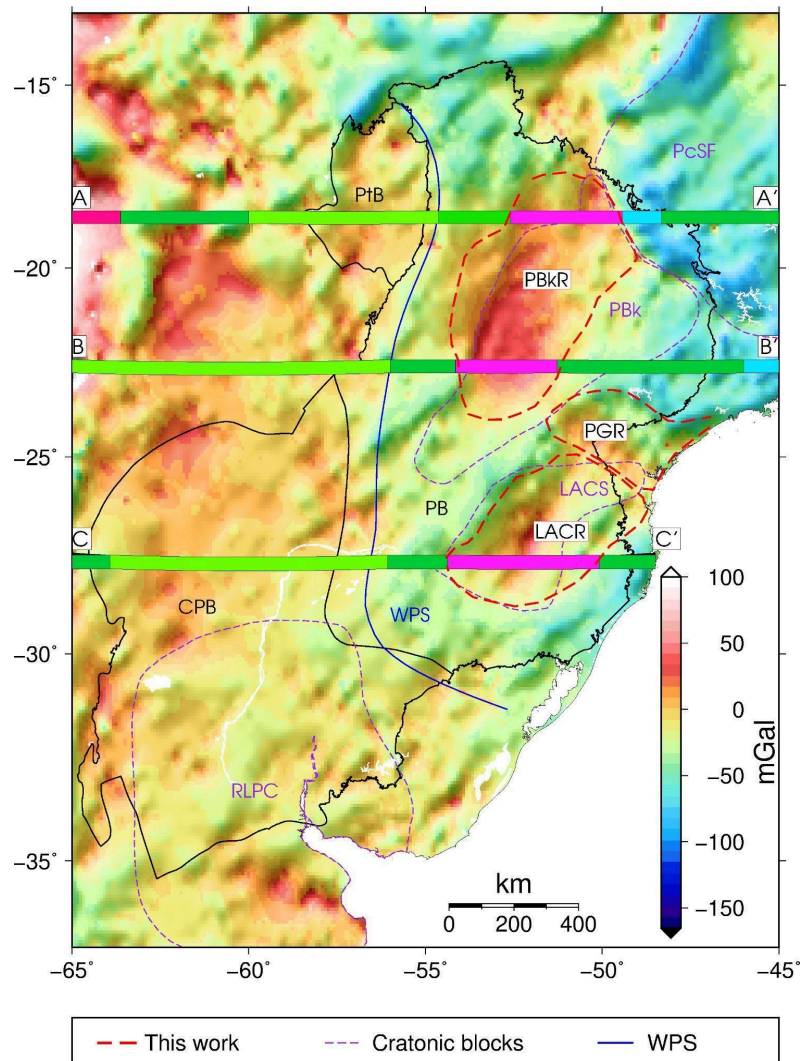 −15˚
PcSF
A
A′
PtB
−20˚
PBkR
PBk
B
B′
PGR
−25˚
LACS
PB
LACR
C
C′
100
CPB
WPS
50
−30˚
0
mGal
−50
RLPC
−100
−35˚
km
−150
0 200 400
−65˚ −60˚ −55˚ −50˚ −45˚
This work Cratonic blocks WPS